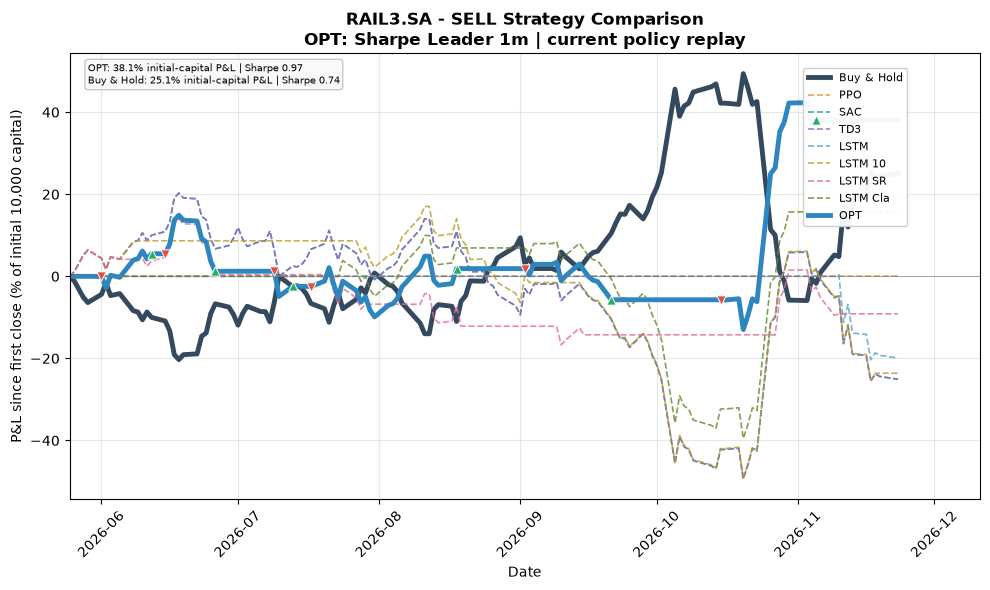 RAIL3.SA - SELL Strategy Comparison
OPT: Sharpe Leader 1m | current policy replay
OPT: 38.1% initial-capital P&L | Sharpe 0.97
Buy & Hold: 25.1% initial-capital P&L | Sharpe 0.74
Buy & Hold
PPO
SAC
TD3
LSTM
LSTM 10
LSTM SR
LSTM Cla
OPT
P&L since first close (% of initial 10,000 capital)
40
20
0
−20
−40
2026-06
2026-07
2026-08
2026-09
2026-10
2026-11
2026-12
Date